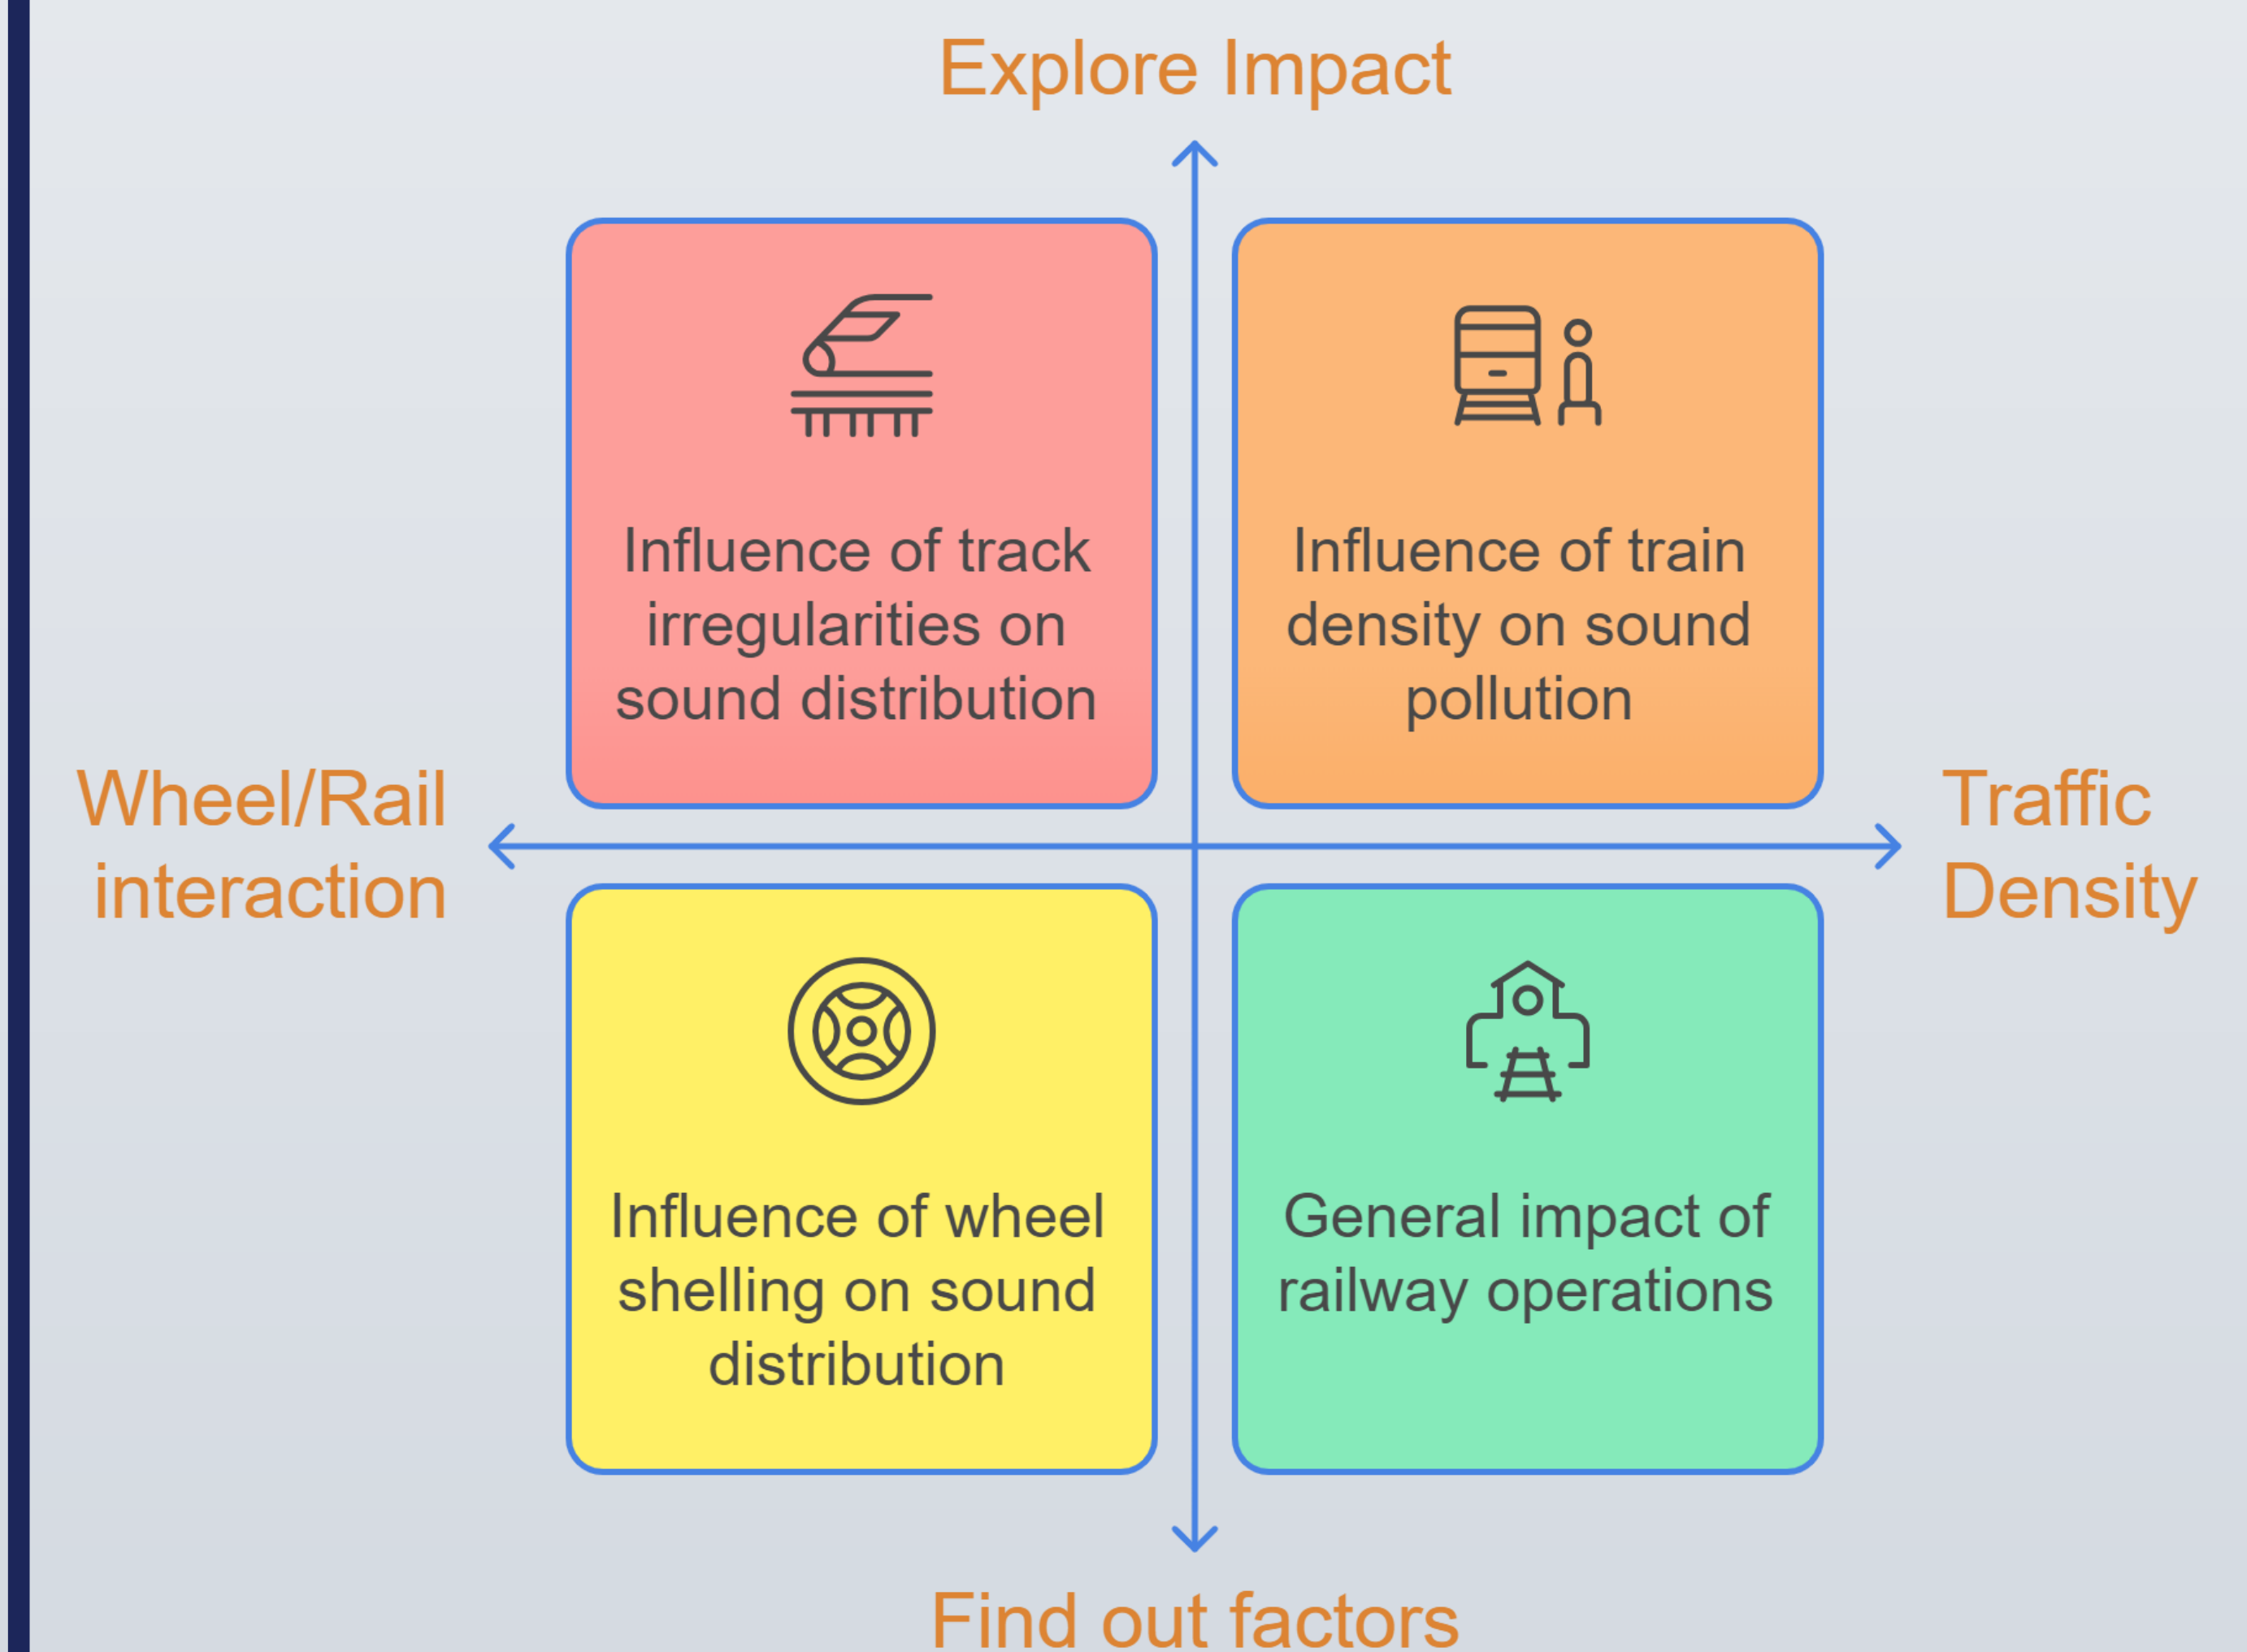 Explore Impact
Influence of track
irregularities on
sound distribution
Influence of train
density on sound
pollution
Wheel/Rail
interaction
Traffic
Density
Influence of wheel
shelling on sound
distribution
General impact of
railway operations
Find out factors